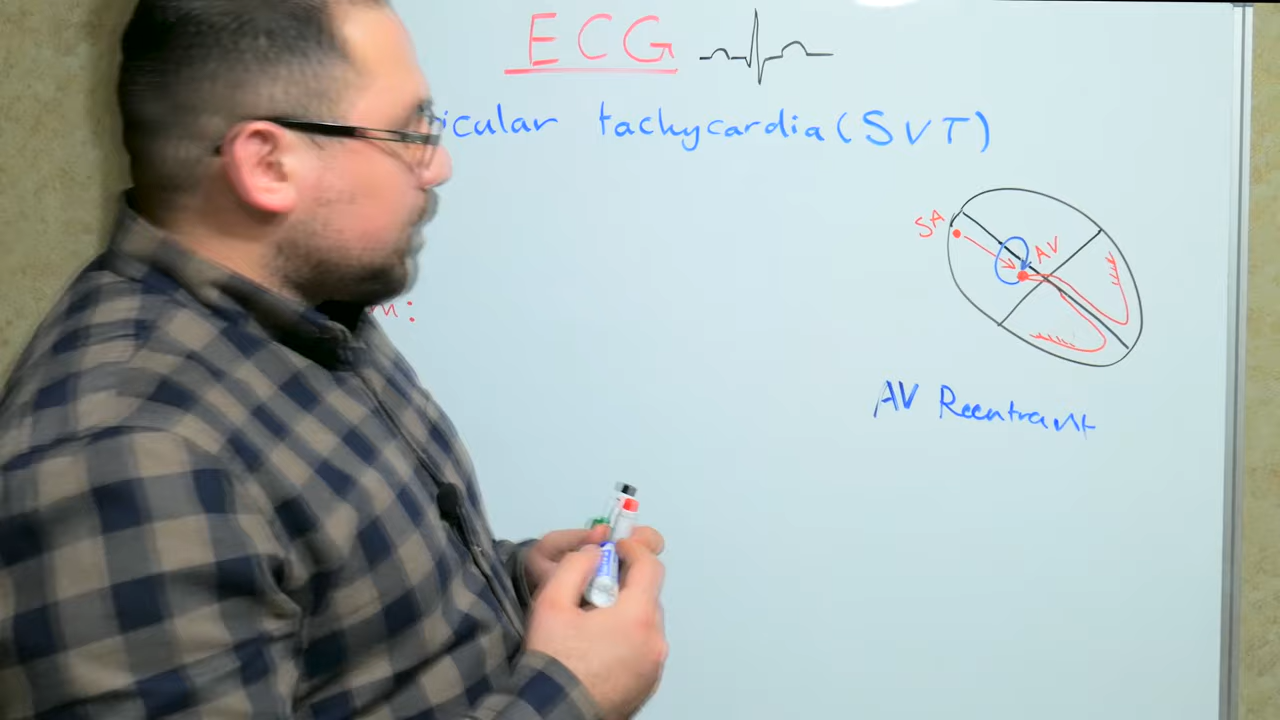 ECG
icular tachycardia (SVT)
SA
AV
m:
AV Reentrant